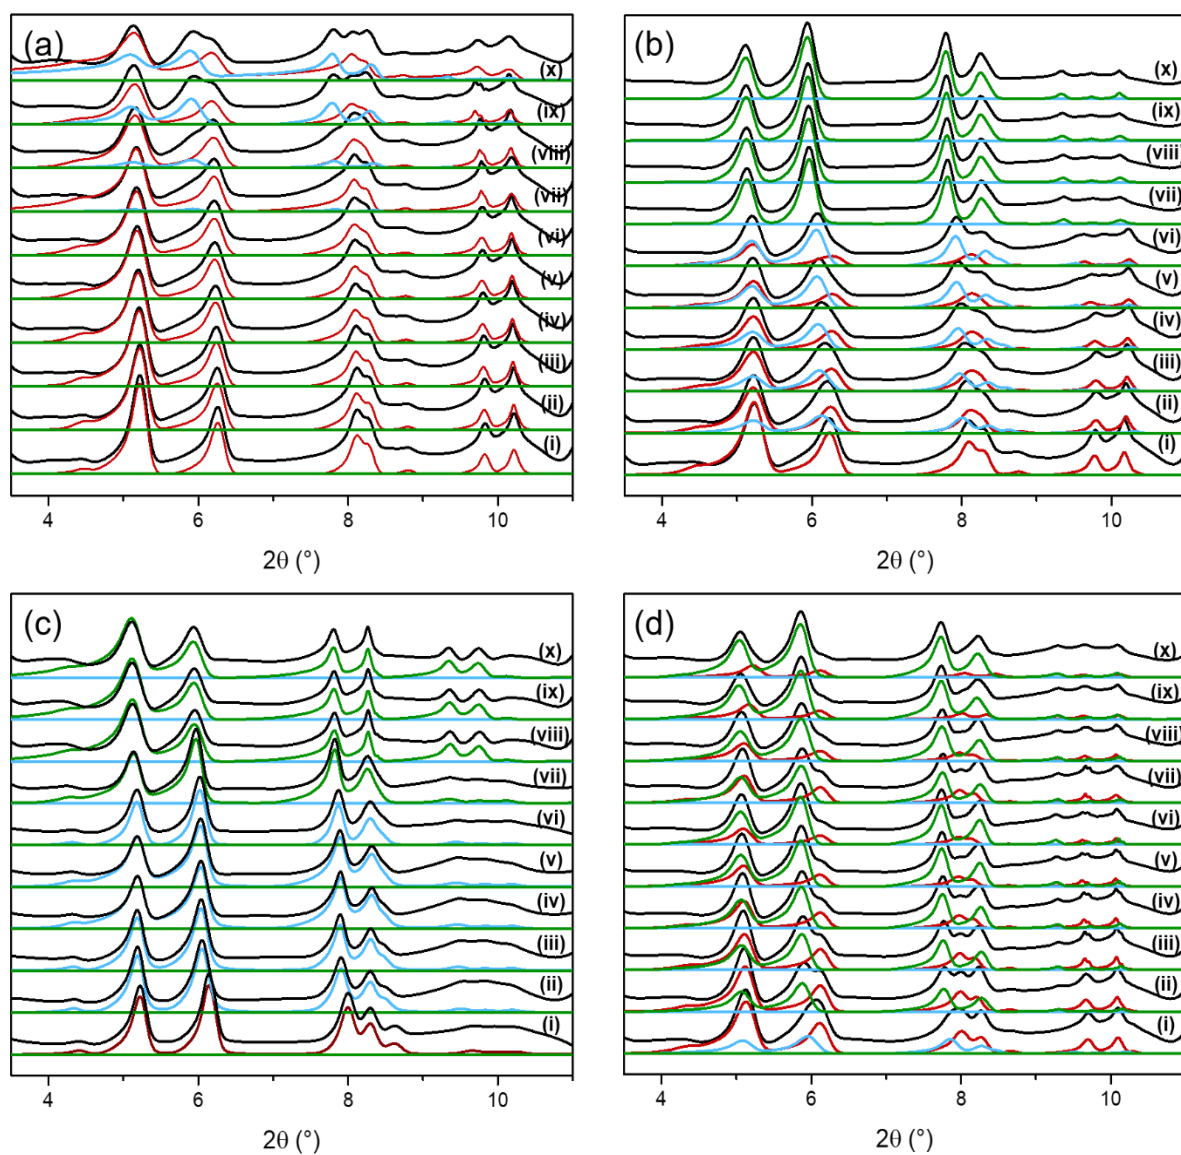 (a)
(x)
(ix)
(viii)
(vii)
(vi)
(v)
(iv)
(iii)
(ii)
(i)
4 6 8 10
2θ (°)
(b)
(x)
(ix)
(viii)
(vii)
(vi)
(v)
(iv)
(iii)
(ii)
(i)
4 6 8 10
2θ (°)
(c)
(x)
(ix)
(viii)
(vii)
(vi)
(v)
(iv)
(iii)
(ii)
(i)
4 6 8 10
2θ (°)
(d)
(x)
(ix)
(viii)
(vii)
(vi)
(v)
(iv)
(iii)
(ii)
(i)
4 6 8 10
2θ (°)